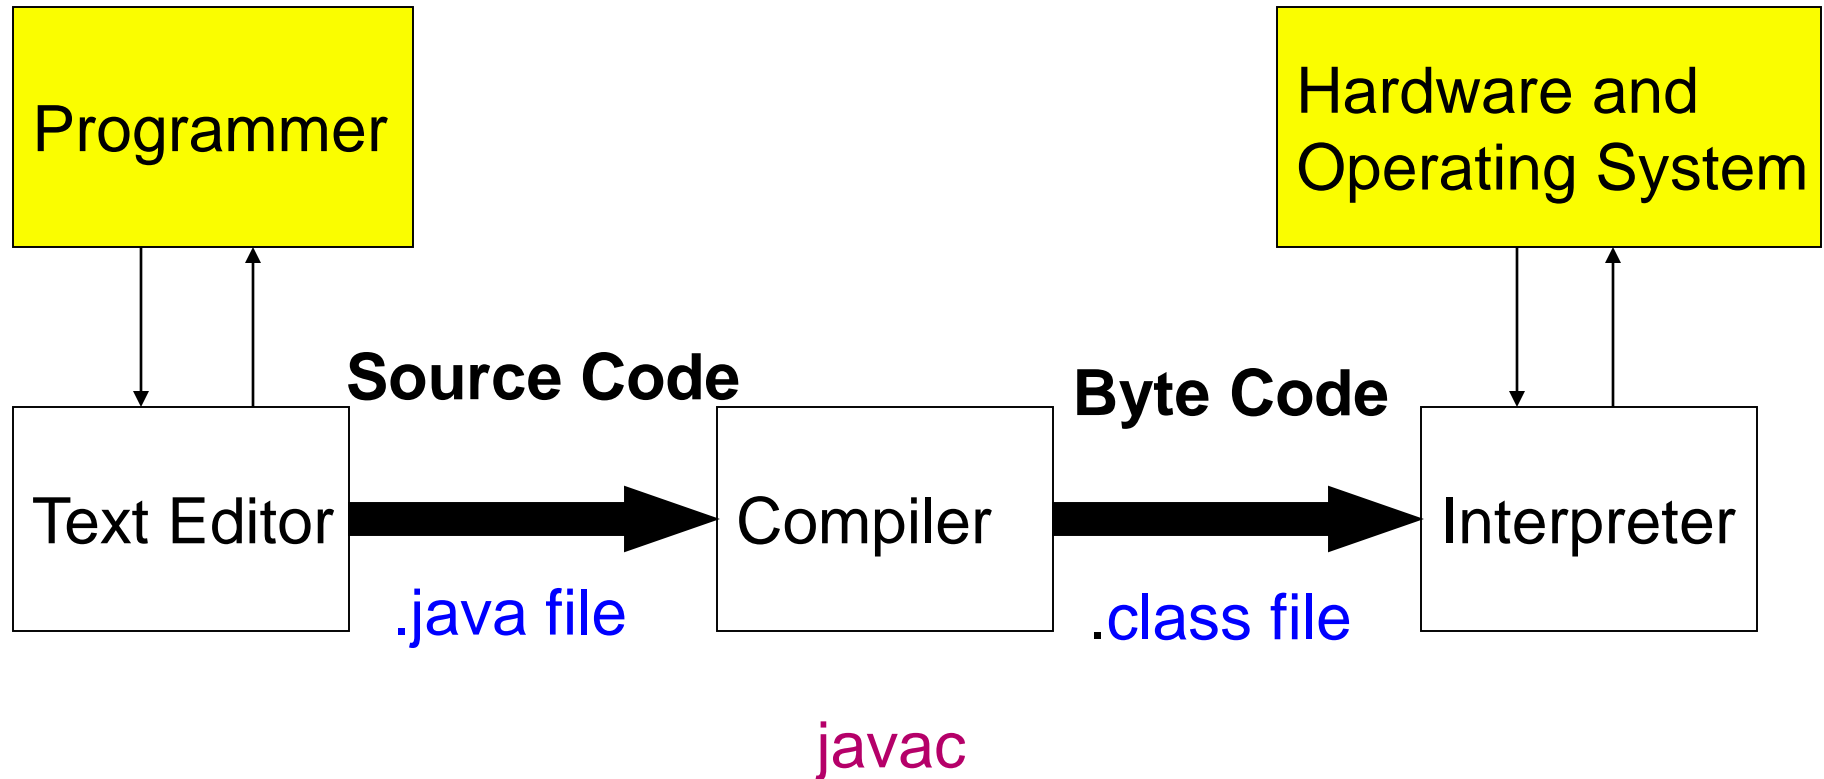 Programmer
Hardware and
Operating System
Source Code
Byte Code
Text Editor
Compiler
Interpreter
.java file
.class file
javac